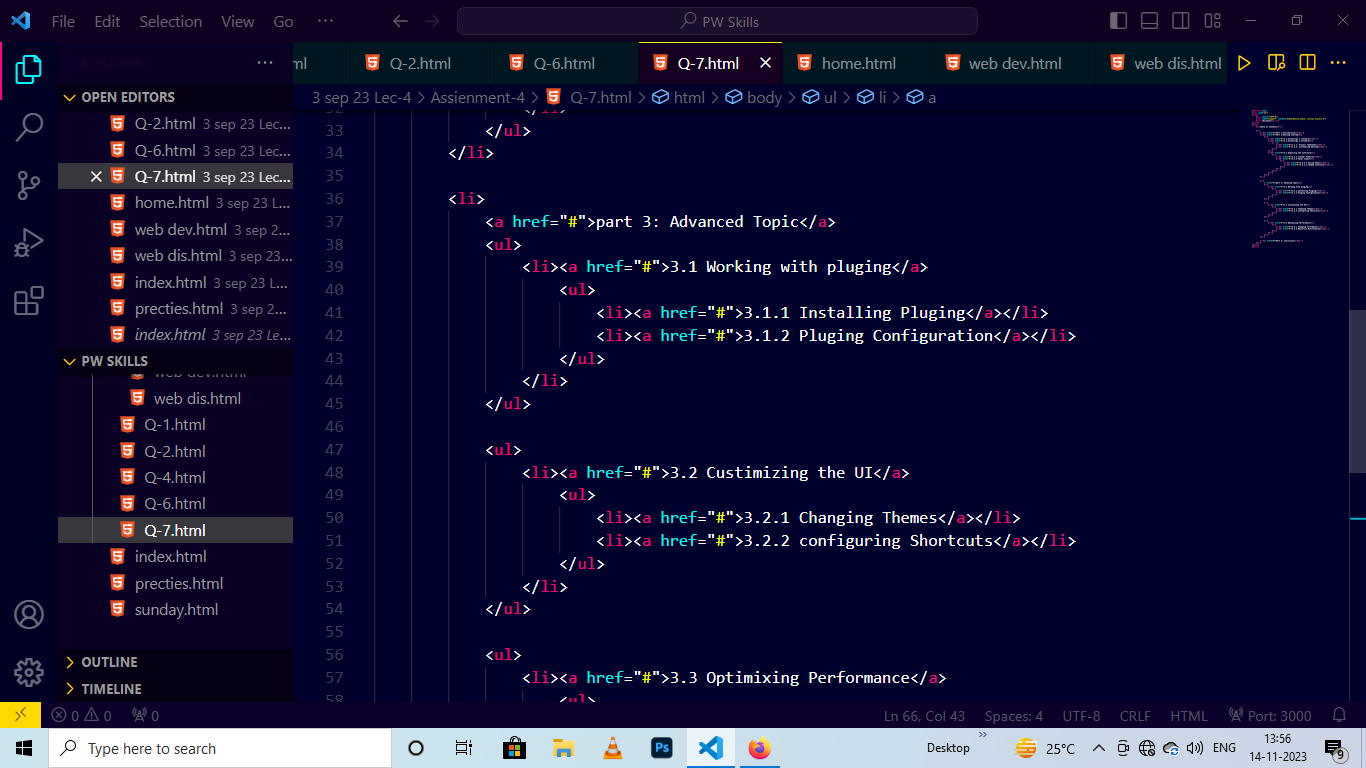 File Edit Selection View Go ··· PW Skills
EXPLORER ···
OPEN EDITORS
Q-2.html 3 sep 23 Lec...
Q-6.html 3 sep 23 Lec...
Q-7.html 3 sep 23 Lec...
home.html 3 sep 23 L...
web dev.html 3 sep 2...
web dis.html 3 sep 23...
index.html 3 sep 23 L...
precties.html 3 sep 2...
index.html 3 sep 23 Le...
PW SKILLS
web dev.html
web dis.html
Q-1.html
Q-2.html
Q-4.html
Q-6.html
Q-7.html
index.html
precties.html
sunday.html
OUTLINE
TIMELINE
ml Q-2.html Q-6.html Q-7.html home.html web dev.html web dis.html
3 sep 23 Lec-4 > Assienment-4 > Q-7.html > html > body > ul > li > a
32 </li>
33 </ul>
34 </li>
35
36 <li>
37 <a href="#">part 3: Advanced Topic</a>
38 <ul>
39 <li><a href="#">3.1 Working with pluging</a>
40 <ul>
41 <li><a href="#">3.1.1 Installing Pluging</a></li>
42 <li><a href="#">3.1.2 Pluging Configuration</a></li>
43 </ul>
44 </li>
45 </ul>
46
47 <ul>
48 <li><a href="#">3.2 Custimizing the UI</a>
49 <ul>
50 <li><a href="#">3.2.1 Changing Themes</a></li>
51 <li><a href="#">3.2.2 configuring Shortcuts</a></li>
52 </ul>
53 </li>
54 </ul>
55
56 <ul>
57 <li><a href="#">3.3 Optimixing Performance</a>
58 <ul>
0 0 0 Ln 66, Col 43 Spaces: 4 UTF-8 CRLF HTML Port: 3000
Type here to search Ps Desktop » 25°C ENG 13:56
14-11-2023 9